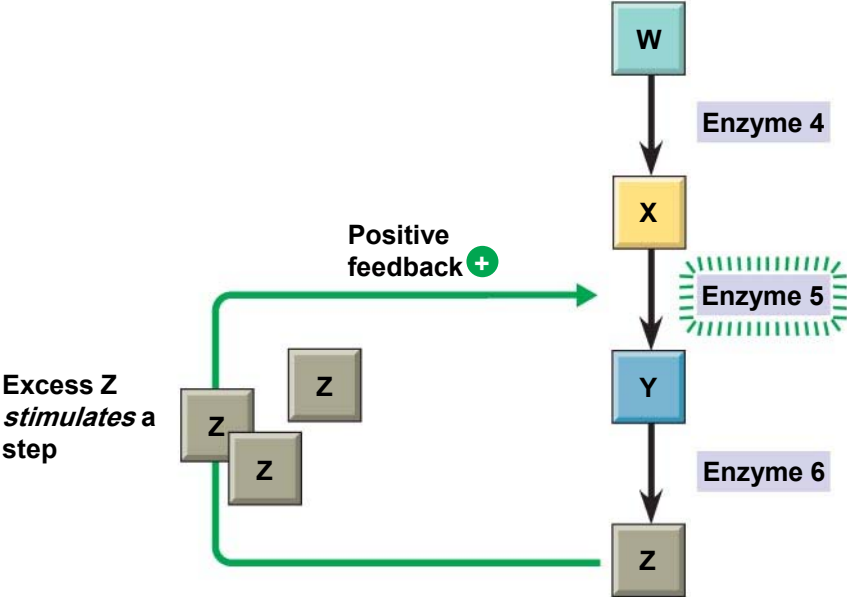 W
Enzyme 4
X
Positive
feedback +
Enzyme 5
Excess Z
stimulates a
step
Z
Z
Z
Y
Enzyme 6
Z